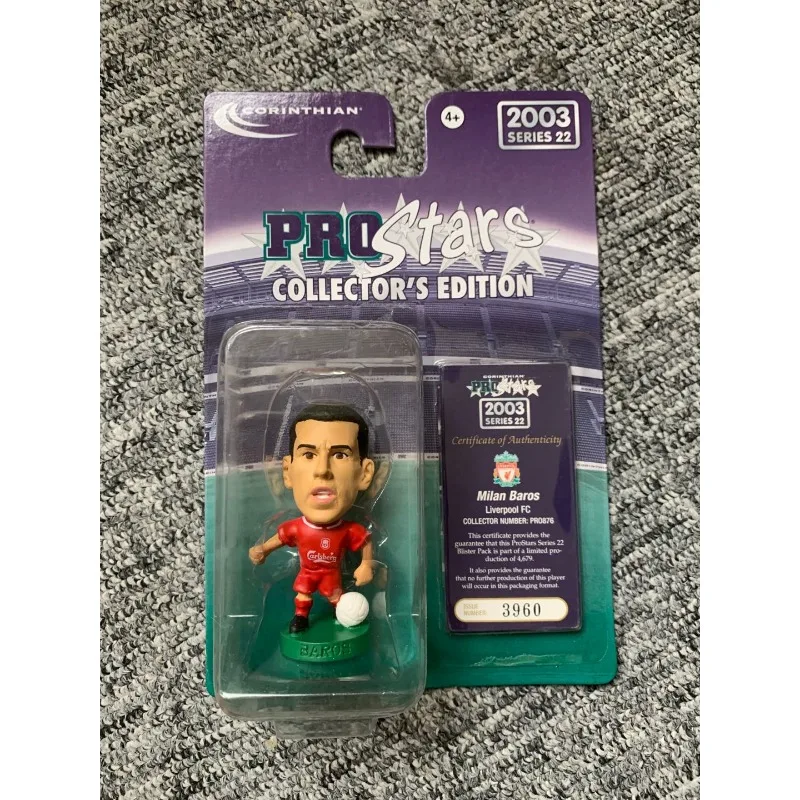 CORINTHIAN
4+
2003
SERIES 22
PROStars
COLLECTOR'S EDITION
CORINTHIAN
PROStars
2003
SERIES 22
Certificate of Authenticity
Milan Baros
Liverpool FC
COLLECTOR NUMBER: PRO876
This certificate provides the
guarantee that this ProStars Series 22
Blister Pack is part of a limited pro-
duction of 4,679.
It also provides the guarantee
that no further production of this player
will occur in this packaging format.
ISSUE
NUMBER:
3960
Carlsberg
BAROS